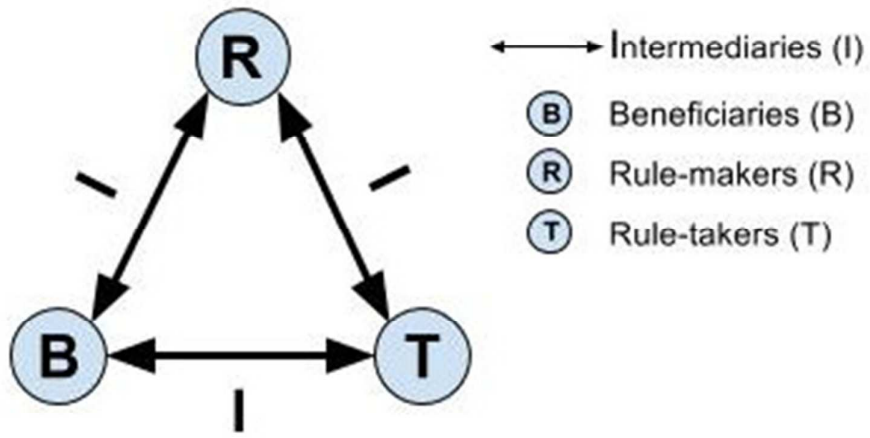 R
Intermediaries (I)
B Beneficiaries (B)
R Rule-makers (R)
I
I
T Rule-takers (T)
B
T
I